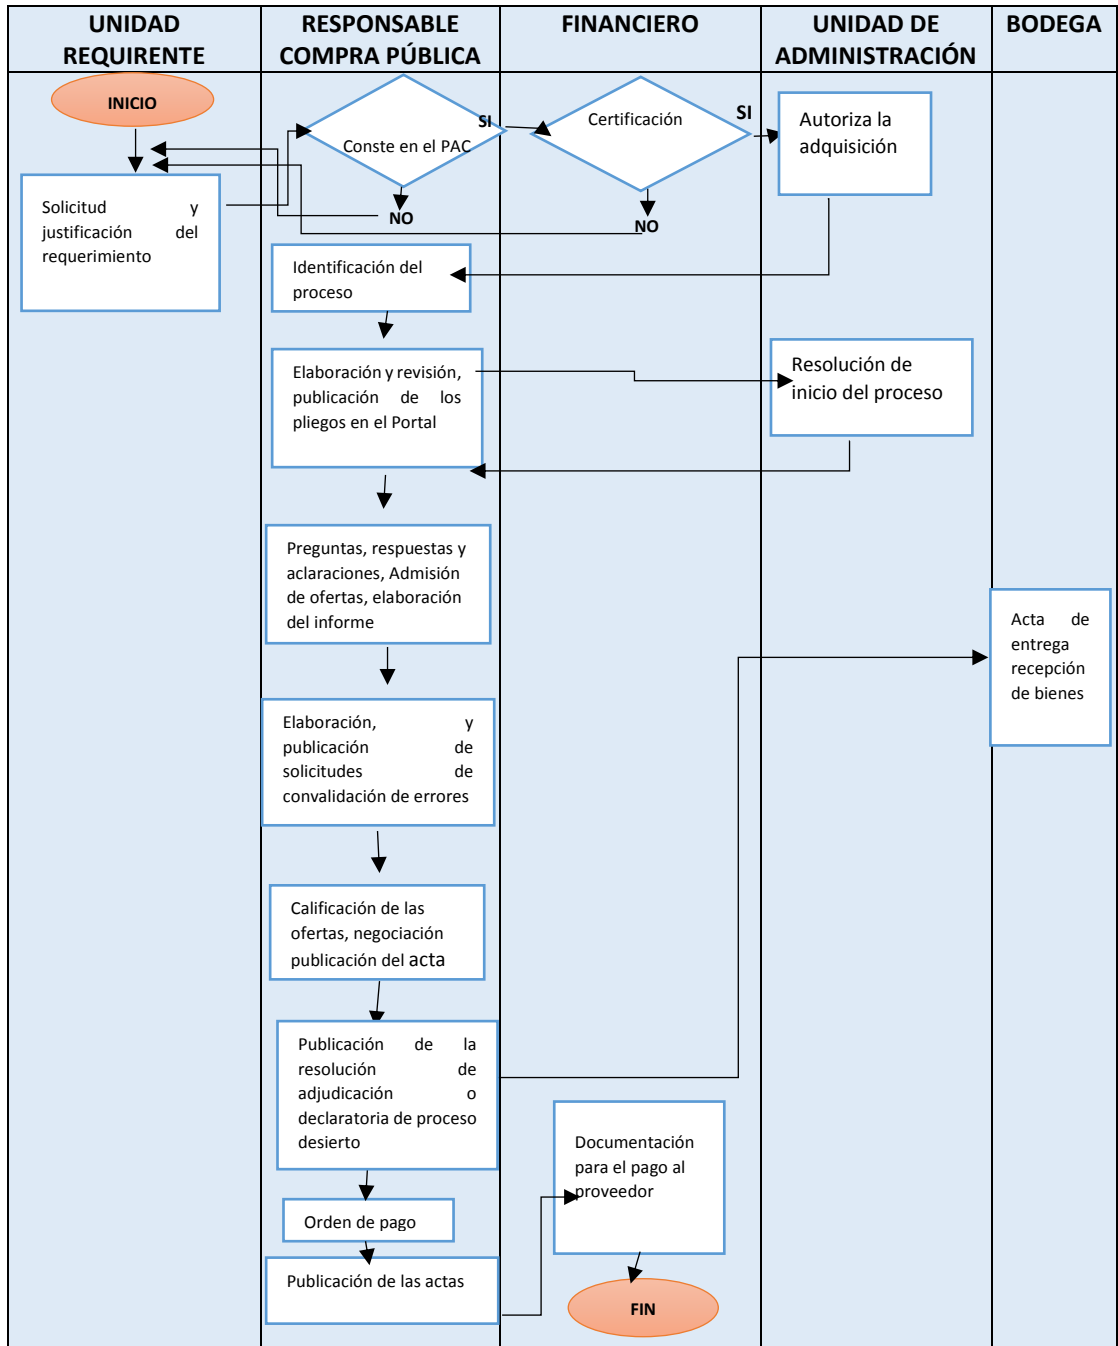 UNIDAD
REQUIRENTE
RESPONSABLE
COMPRA PÚBLICA
FINANCIERO
UNIDAD DE
ADMINISTRACIÓN
BODEGA
INICIO
Conste en el PAC
SI
NO
Certificación
SI
NO
Autoriza la
adquisición
Solicitud y
justificación del
requerimiento
Identificación del
proceso
Elaboración y revisión,
publicación de los
pliegos en el Portal
Resolución de
inicio del proceso
Preguntas, respuestas y
aclaraciones, Admisión
de ofertas, elaboración
del informe
Acta de
entrega
recepción
de bienes
Elaboración, y
publicación de
solicitudes de
convalidación de errores
Calificación de las
ofertas, negociación
publicación del acta
Publicación de la
resolución de
adjudicación o
declaratoria de proceso
desierto
Documentación
para el pago al
proveedor
Orden de pago
Publicación de las actas
FIN